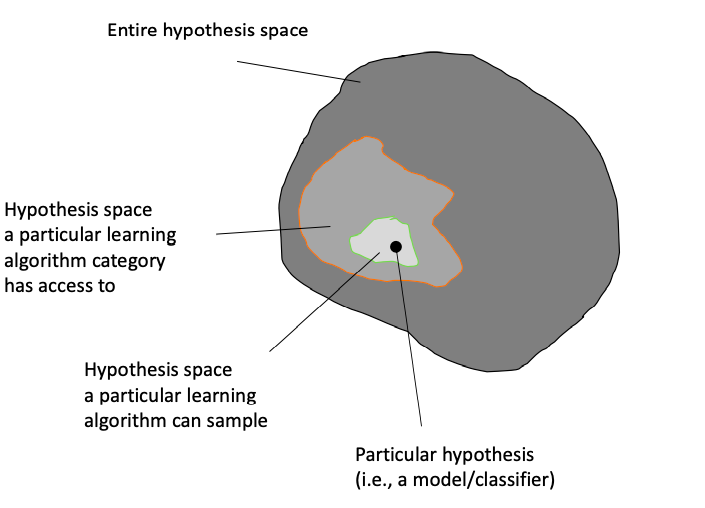 Entire hypothesis space
Hypothesis space
a particular learning
algorithm category
has access to
Hypothesis space
a particular learning
algorithm can sample
Particular hypothesis
(i.e., a model/classifier)